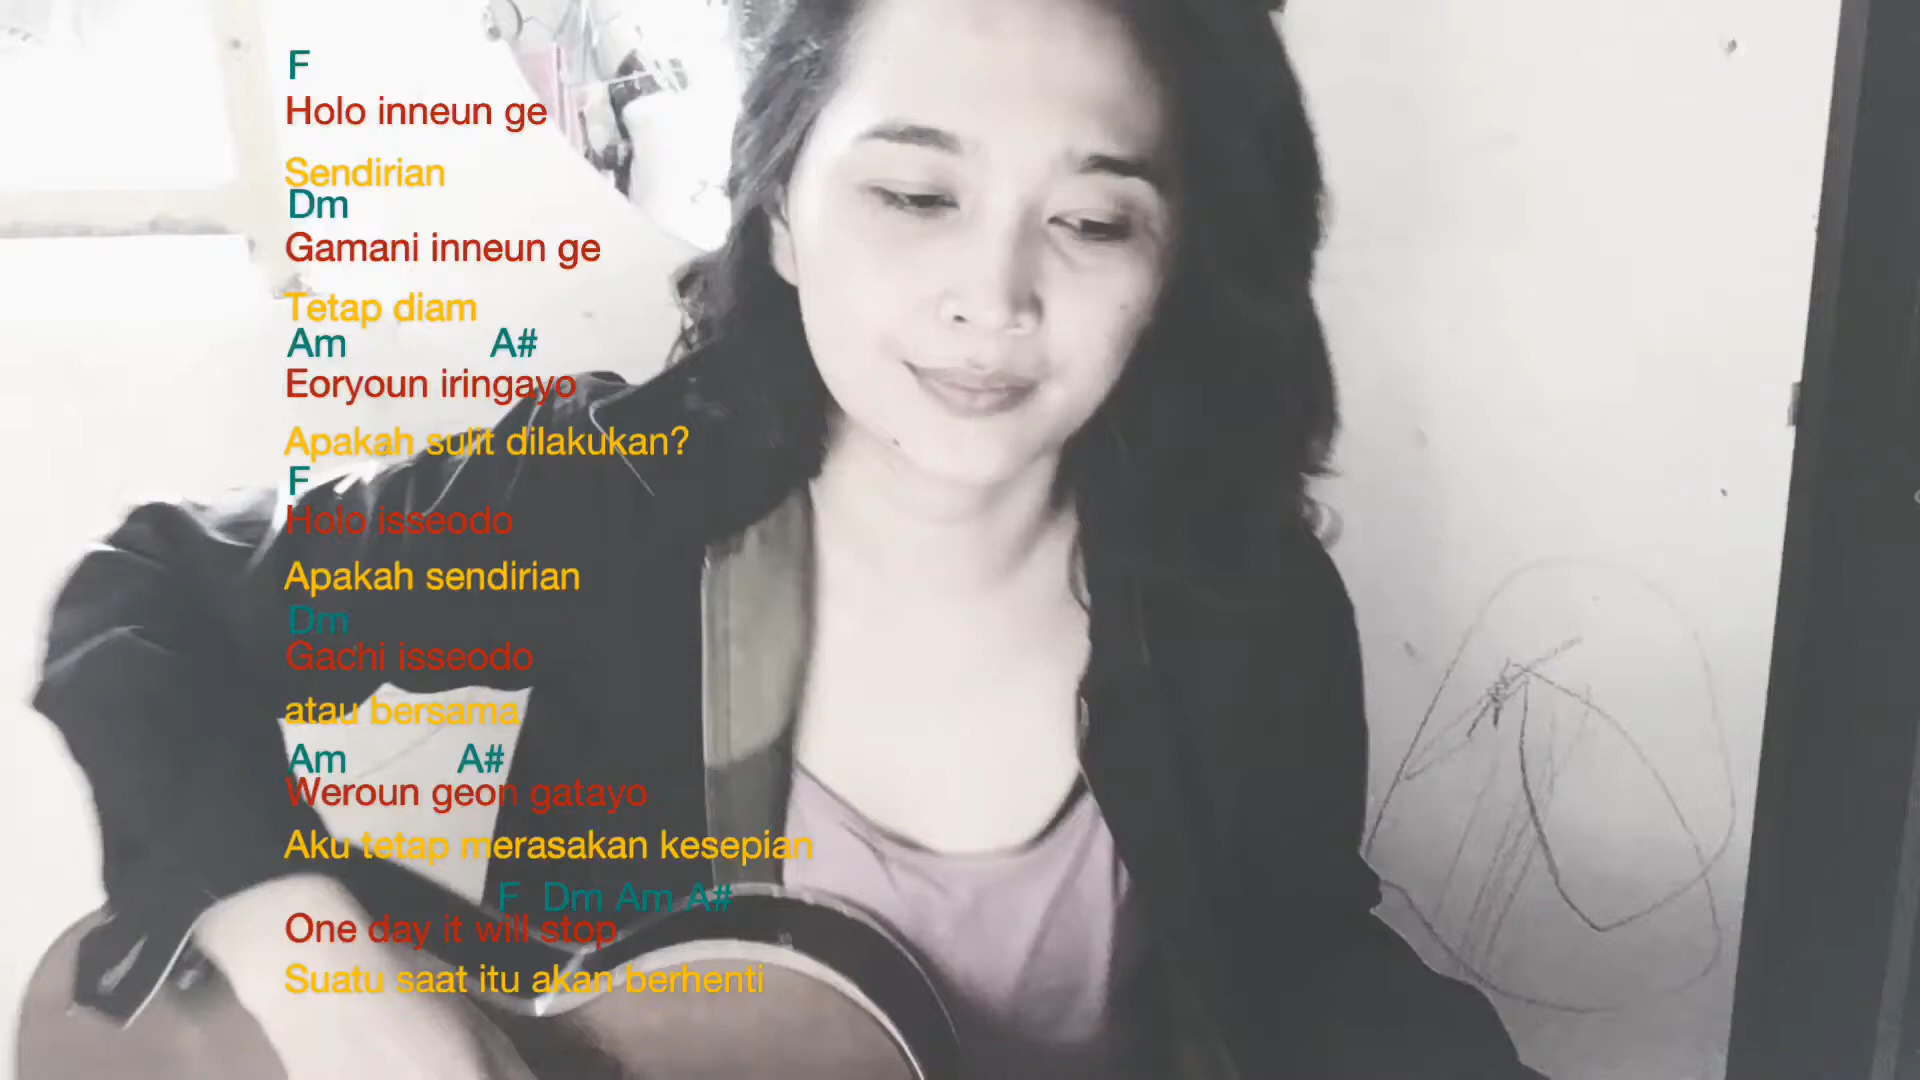 F
Holo inneun ge
Sendirian
Dm
Gamani inneun ge
Tetap diam
Am A#
Eoryoun iringayo
Apakah sulit dilakukan?
F
Holo isseodo
Apakah sendirian
Dm
Gachi isseodo
atau bersama
Am A#
Weroun geon gatayo
Aku tetap merasakan kesepian
F Dm Am A#
One day it will stop
Suatu saat itu akan berhenti